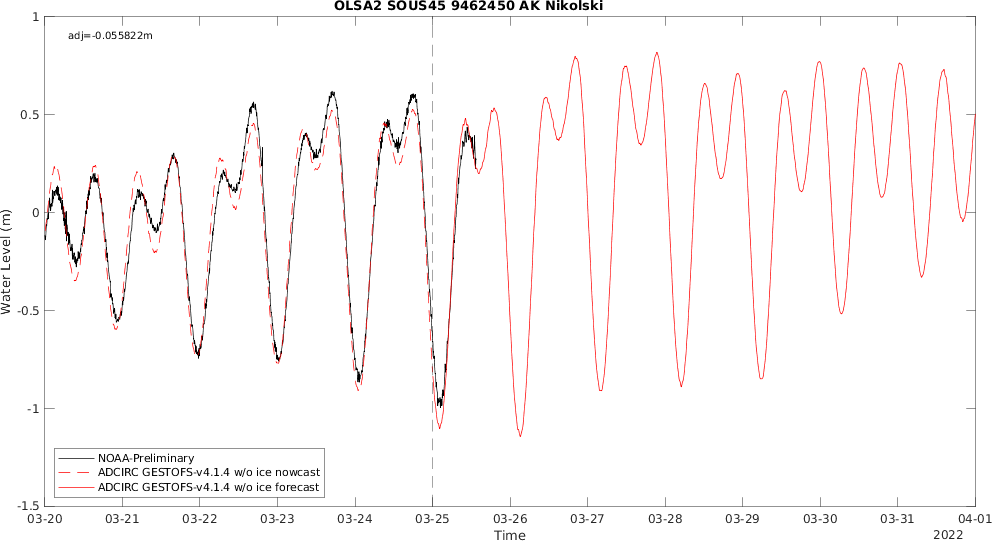 OLSA2 SOUS45 9462450 AK Nikolski
adj=-0.055822m
1
0.5
0
-0.5
-1
-1.5
Water Level (m)
NOAA-Preliminary
ADCIRC GESTOFS-v4.1.4 w/o ice nowcast
ADCIRC GESTOFS-v4.1.4 w/o ice forecast
03-20 03-21 03-22 03-23 03-24 03-25 03-26 03-27 03-28 03-29 03-30 03-31 04-01
Time
2022